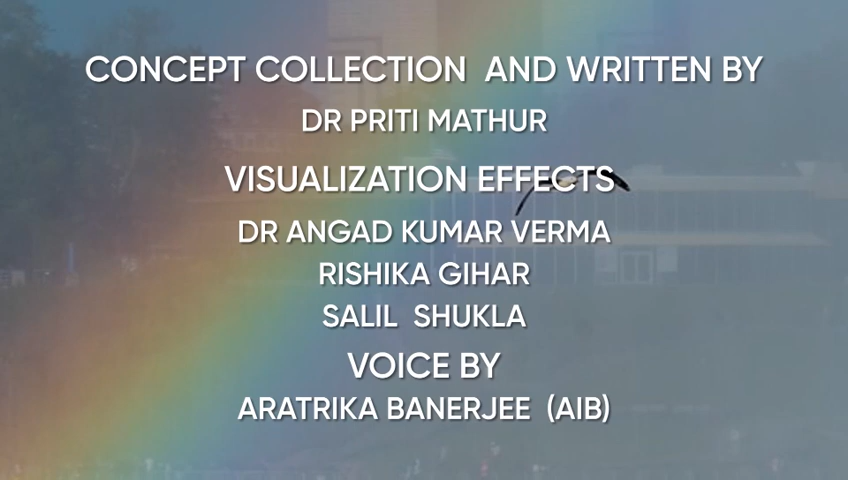 CONCEPT COLLECTION AND WRITTEN BY
DR PRITI MATHUR
VISUALIZATION EFFECTS
DR ANGAD KUMAR VERMA
RISHIKA GIHAR
SALIL SHUKLA
VOICE BY
ARATRIKA BANERJEE (AIB)